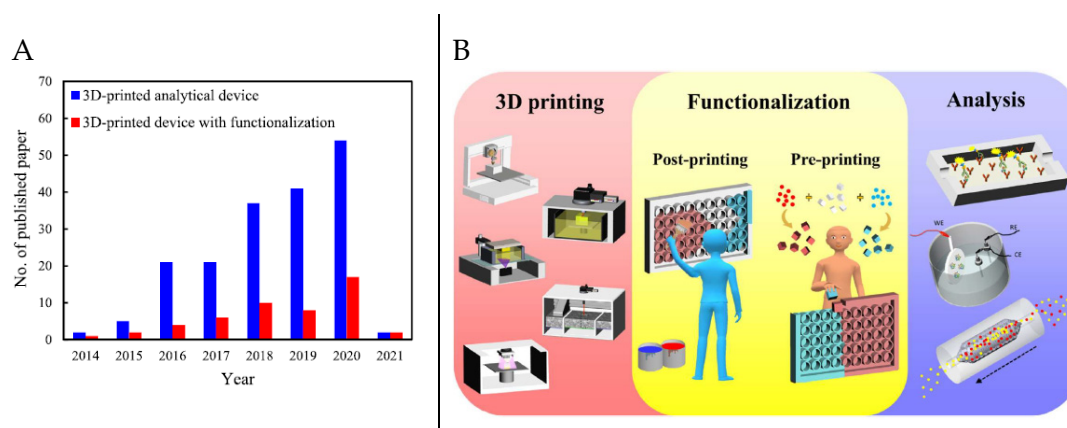 A
No. of published paper
70
60
50
40
30
20
10
0
3D-printed analytical device
3D-printed device with functionalization
2014 2015 2016 2017 2018 2019 2020 2021
Year
B
3D printing
Functionalization
Analysis
Post-printing
Pre-printing
WE
RE
CE